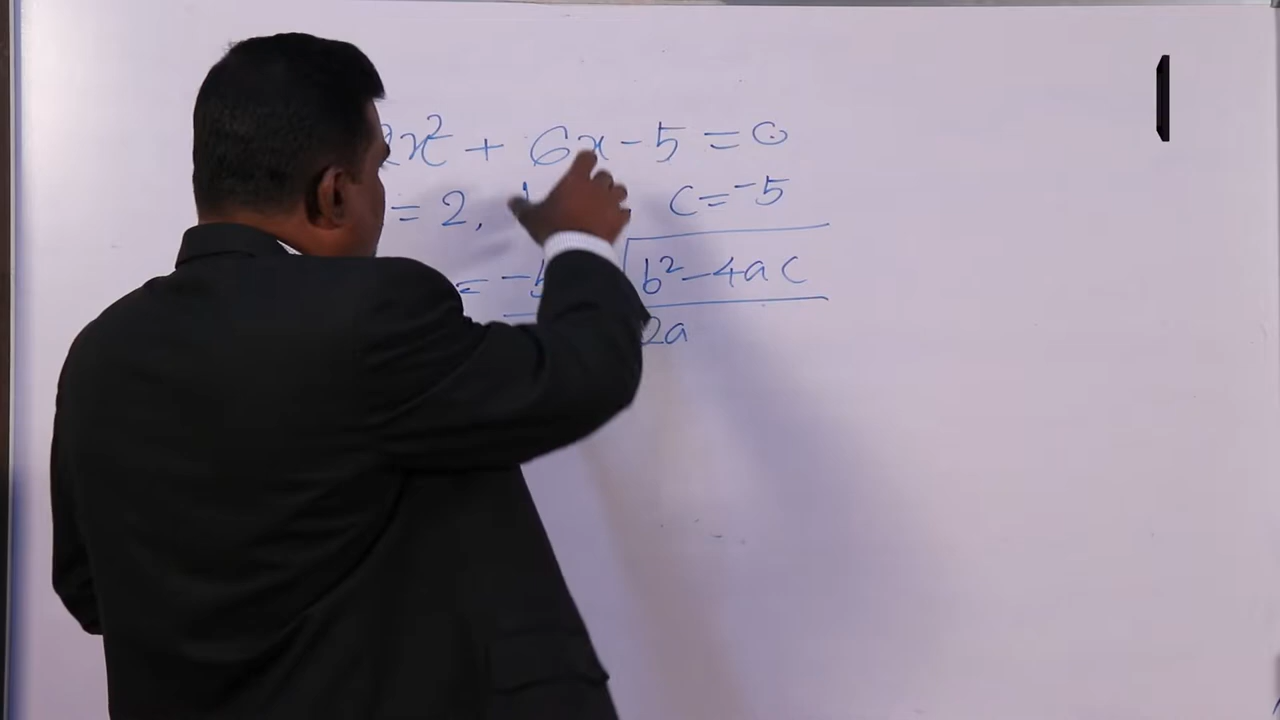 2x² + 6x - 5 = 0
= 2, c = -5
= -b √b² - 4ac
2a